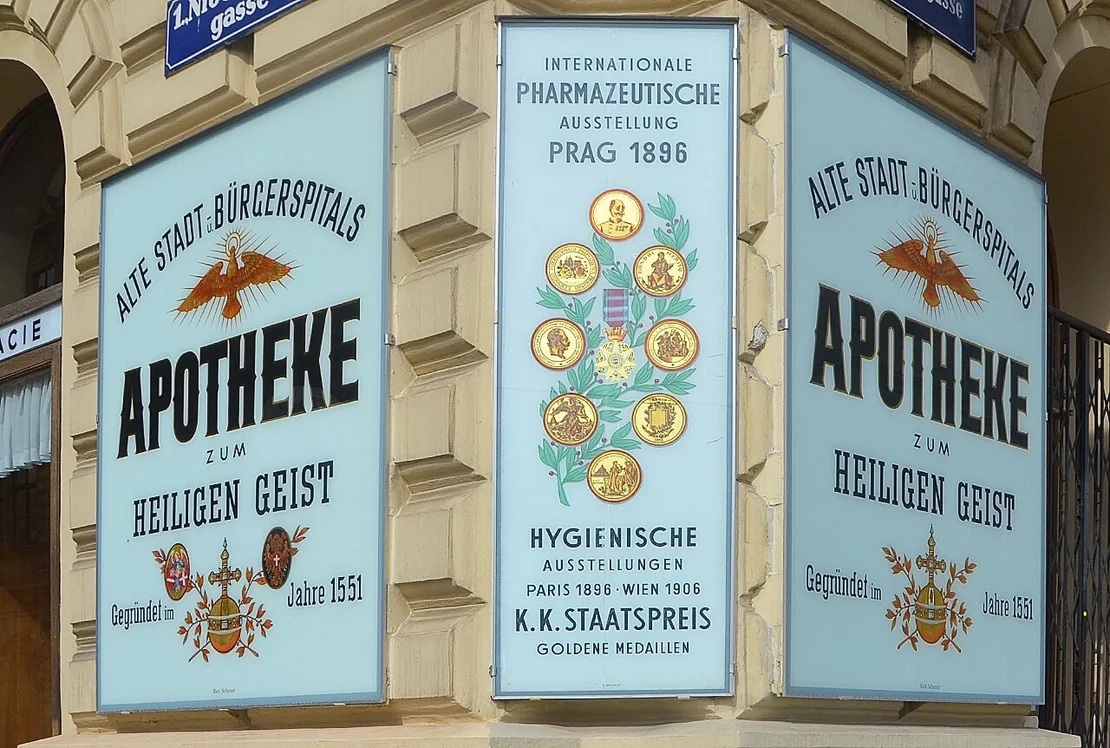 1.
gasse
ACIE
ALTE STADT u. BÜRGERSPITALS
APOTHEKE
ZUM
HEILIGEN GEIST
Gegründet im Jahre 1551
INTERNATIONALE
PHARMAZEUTISCHE
AUSSTELLUNG
PRAG 1896
HYGIENISCHE
AUSSTELLUNGEN
PARIS 1896 · WIEN 1906
K.K. STAATSPREIS
GOLDENE MEDAILLEN
gasse
ALTE STADT u. BÜRGERSPITALS
APOTHEKE
ZUM
HEILIGEN GEIST
Gegründet im Jahre 1551